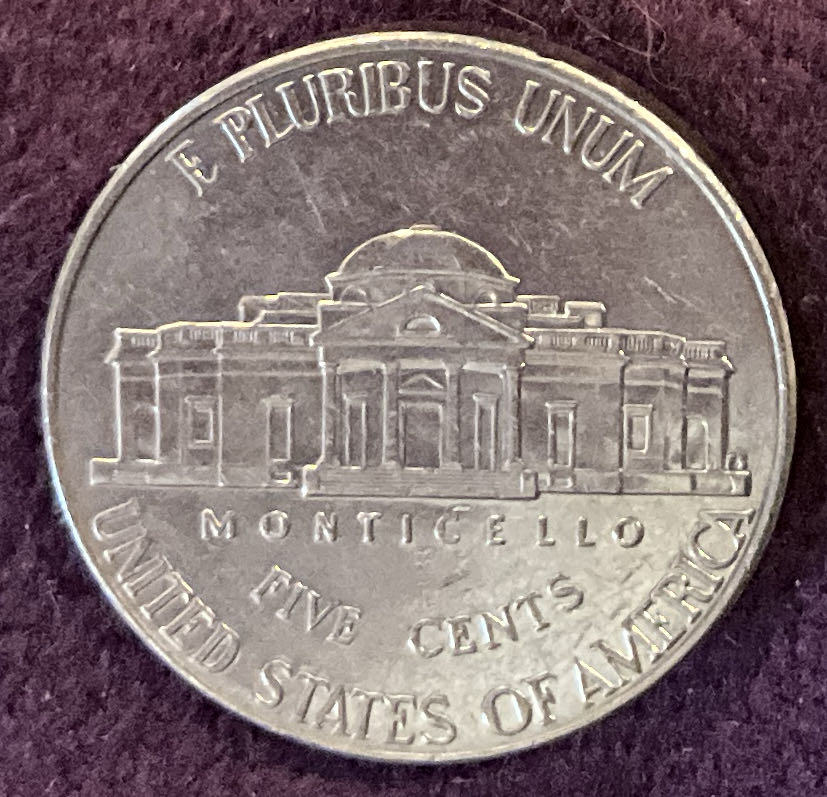 E PLURIBUS UNUM
MONTICELLO
FIVE CENTS
UNITED STATES OF AMERICA